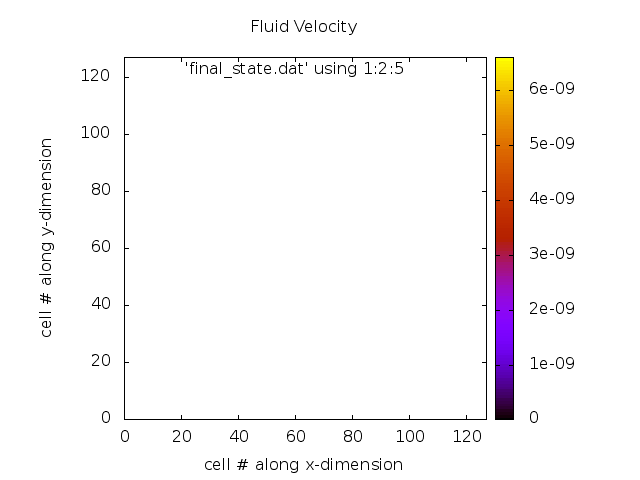 Fluid Velocity
'final_state.dat' using 1:2:5
120
100
80
60
40
20
0
cell # along y-dimension
0 20 40 60 80 100 120
cell # along x-dimension
6e-09
5e-09
4e-09
3e-09
2e-09
1e-09
0